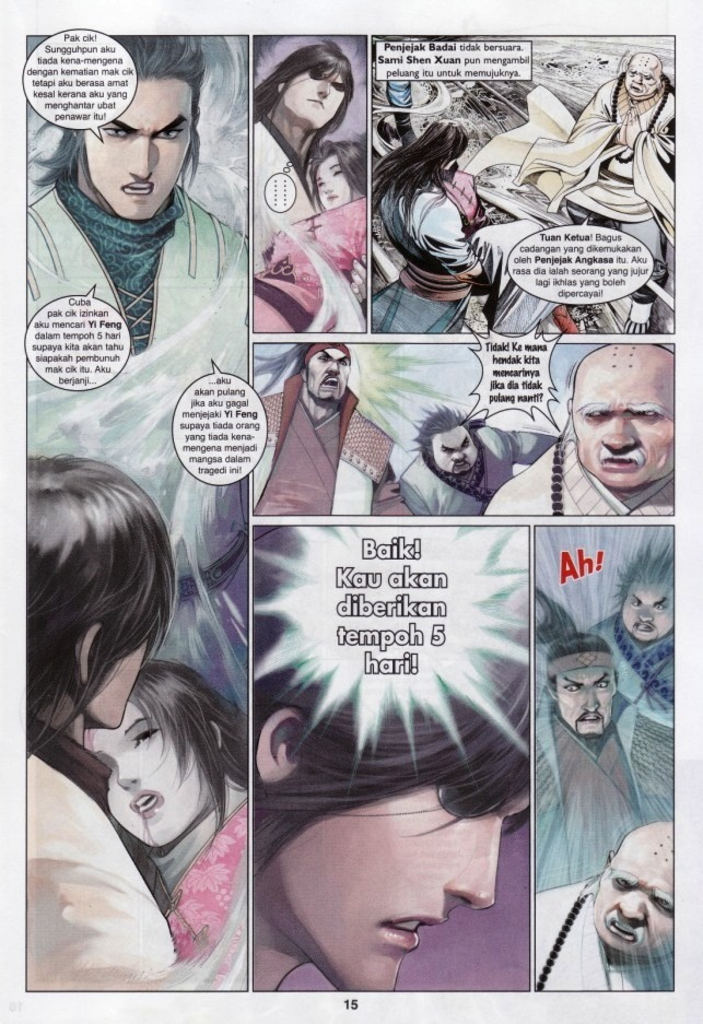 Pak cik!
Sungguhpun aku
tiada kena-mengena
dengan kematian mak cik
tetapi aku berasa amat
kesal kerana aku yang
menghantar ubat
penawar itu!
Cuba
pak cik izinkan
aku mencari Yi Feng
dalam tempoh 5 hari
supaya kita akan tahu
siapakah pembunuh
mak cik itu. Aku
berjanji...
...aku
akan pulang
jika aku gagal
menjejaki Yi Feng
supaya tiada orang
yang tiada kena-
mengena menjadi
mangsa dalam
tragedi ini!
......
Penjejak Badai tidak bersuara.
Sami Shen Xuan pun mengambil
peluang itu untuk memujuknya.
Tuan Ketua! Bagus
cadangan yang dikemukakan
oleh Penjejak Angkasa itu. Aku
rasa dia ialah seorang yang jujur
lagi ikhlas yang boleh
dipercayai!
Tidak! Ke mana
hendak kita
mencarinya
jika dia tidak
pulang nanti?
Baik!
Kau akan
diberikan
tempoh 5
hari!
Ah!
15